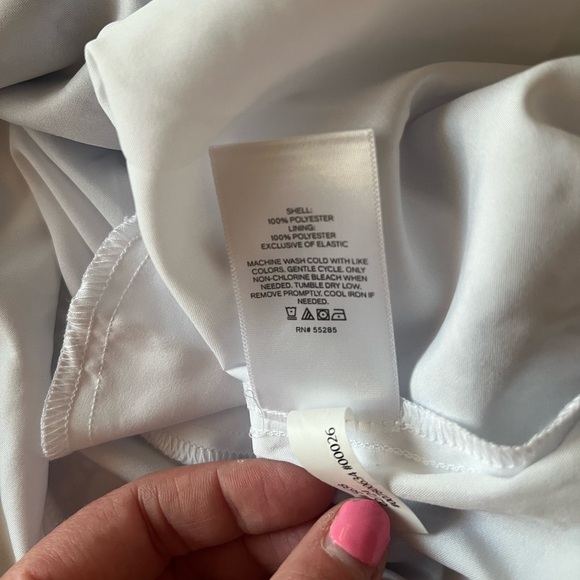 SHELL:
100% POLYESTER
LINING:
100% POLYESTER
EXCLUSIVE OF ELASTIC
MACHINE WASH COLD WITH LIKE
COLORS. GENTLE CYCLE. ONLY
NON-CHLORINE BLEACH WHEN
NEEDED. TUMBLE DRY LOW.
REMOVE PROMPTLY. COOL IRON IF
NEEDED.
RN# 55285
#00026